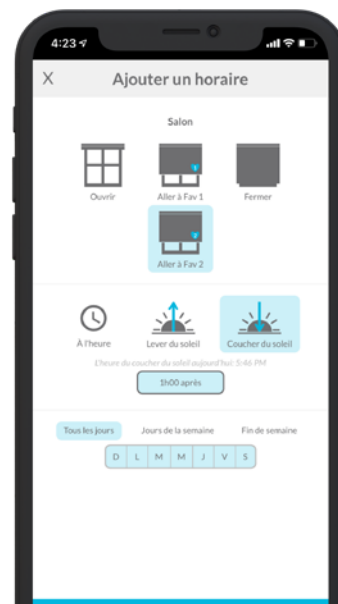 4:23
X Ajouter un horaire
Salon
Ouvrir Aller à Fav 1 Fermer
Aller à Fav 2
À l'heure Lever du soleil Coucher du soleil
L'heure du coucher du soleil aujourd'hui: 5:46 PM
1h00 après
Tous les jours Jours de la semaine Fin de semaine
D L M M J V S